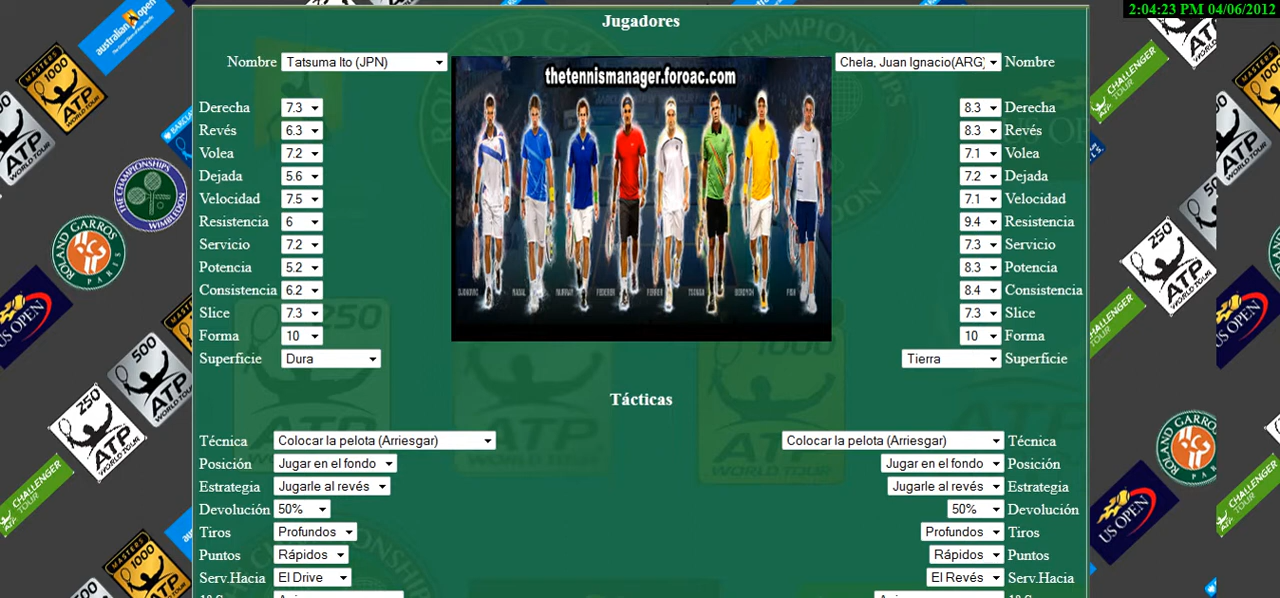 2:04:23 PM 04/06/2012
Jugadores
Nombre Tatsuma Ito (JPN) Chela, Juan Ignacio(ARG) Nombre
thetennismanager.foroac.com
Derecha 7.3 8.3 Derecha
Revés 6.3 8.3 Revés
Volea 7.2 7.1 Volea
Dejada 5.6 7.2 Dejada
Velocidad 7.5 7.1 Velocidad
Resistencia 6 9.4 Resistencia
Servicio 7.2 7.3 Servicio
Potencia 5.2 8.3 Potencia
Consistencia 6.2 8.4 Consistencia
Slice 7.3 7.3 Slice
Forma 10 10 Forma
Superficie Dura Tierra Superficie
Tácticas
Técnica Colocar la pelota (Arriesgar) Colocar la pelota (Arriesgar) Técnica
Posición Jugar en el fondo Jugar en el fondo Posición
Estrategia Jugarle al revés Jugarle al revés Estrategia
Devolución 50% 50% Devolución
Tiros Profundos Profundos Tiros
Puntos Rápidos Rápidos Puntos
Serv.Hacia El Drive El Revés Serv.Hacia